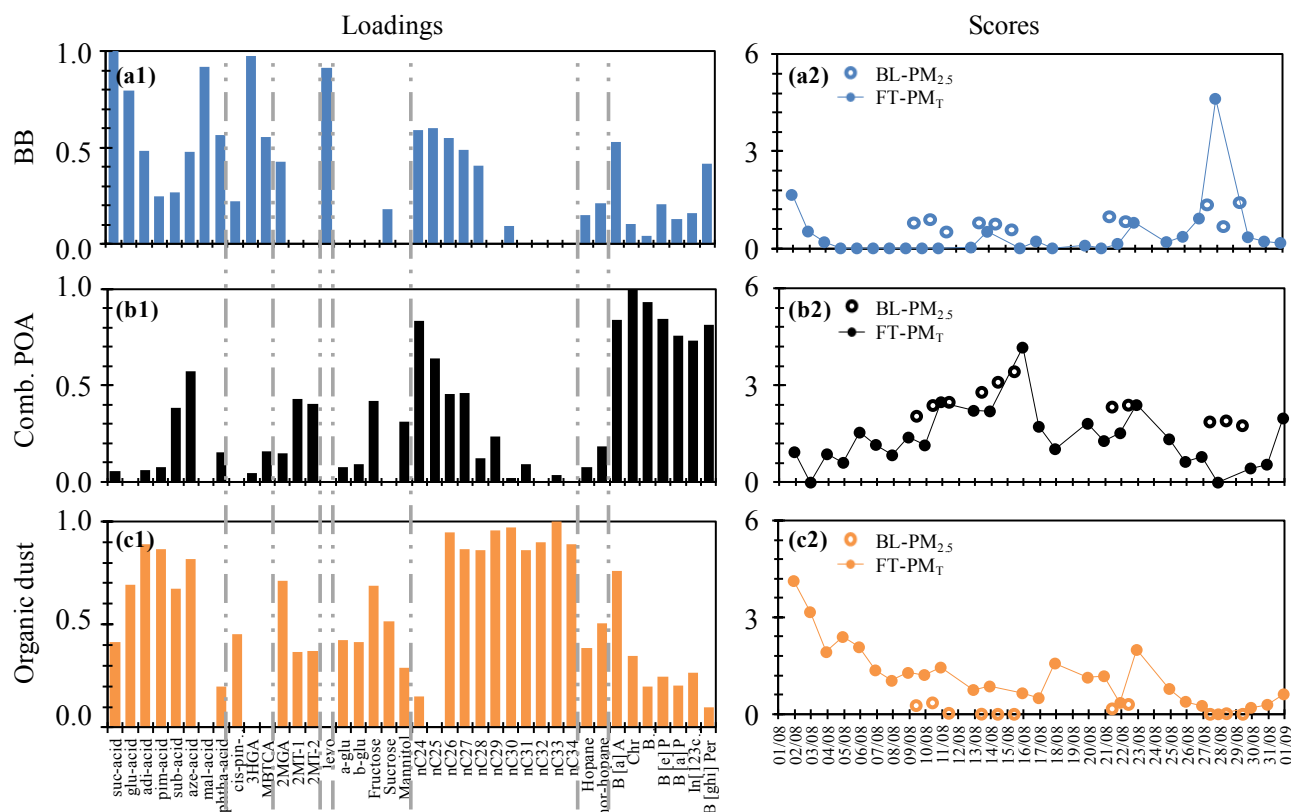 Loadings
Scores
BB
1.0
0.5
0.0
(a1)
6
3
0
(a2)
BL-PM2.5
FT-PMT
Comb. POA
1.0
0.5
0.0
(b1)
6
3
0
(b2)
BL-PM2.5
FT-PMT
Organic dust
1.0
0.5
0.0
(c1)
6
3
0
(c2)
BL-PM2.5
FT-PMT
suc-acid
glu-acid
adi-acid
pim-acid
sub-acid
aze-acid
mal-acid
phtha-acid
cis-pin-.
3HGA
MBTCA
2MGA
2MT-1
2MT-2
levo
a-glu
b-glu
Fructose
Sucrose
Mannitol
nC24
nC25
nC26
nC27
nC28
nC29
nC30
nC31
nC32
nC33
nC34
Hopane
nor-hopane
B [a] A
Chr
B..
B [e] P
B [a] P
In[123c.
B [ghi] Per
01/08
02/08
03/08
04/08
05/08
06/08
07/08
08/08
09/08
10/08
11/08
12/08
13/08
14/08
15/08
16/08
17/08
18/08
19/08
20/08
21/08
22/08
23/08
24/08
25/08
26/08
27/08
28/08
29/08
30/08
31/08
01/09